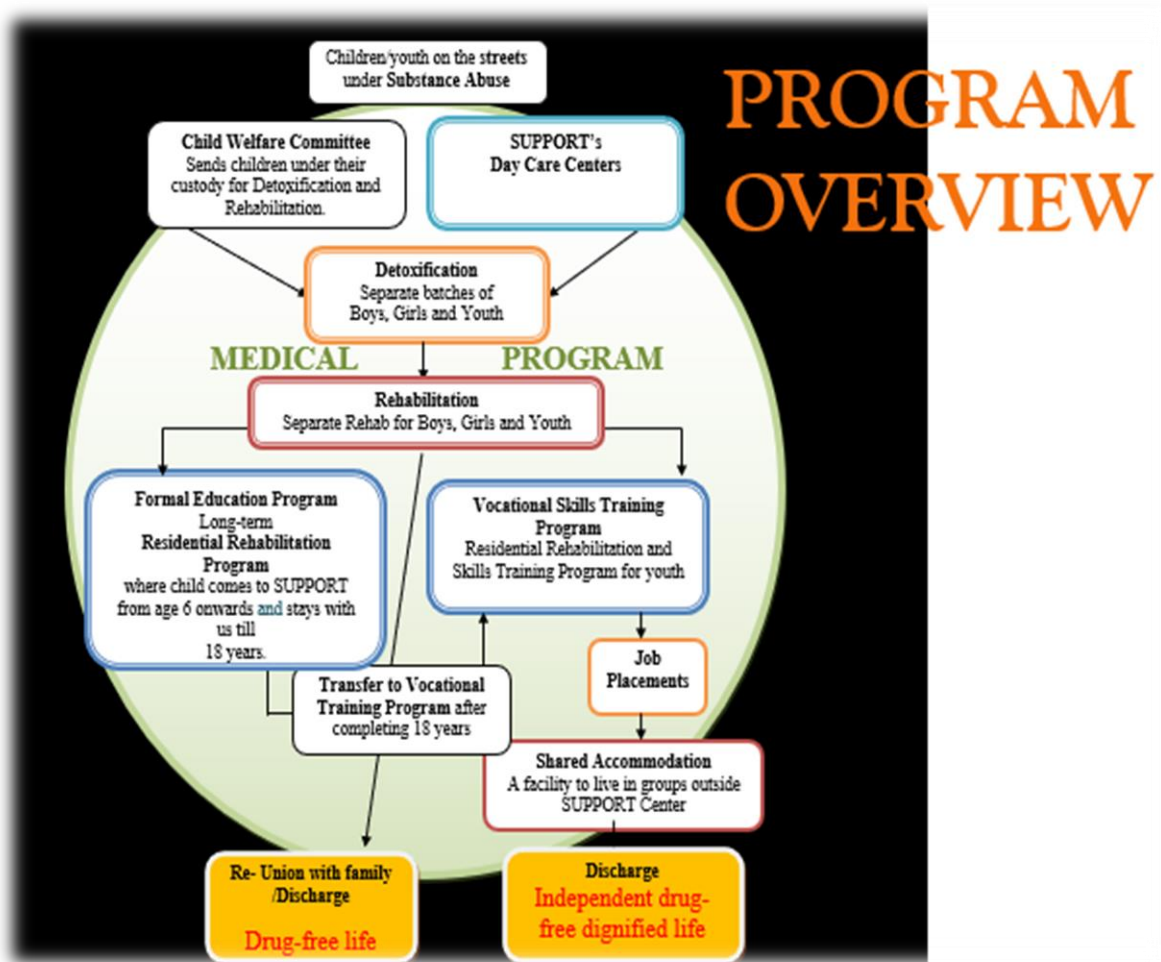 PROGRAM
OVERVIEW
Children/youth on the streets
under Substance Abuse
Child Welfare Committee
Sends children under their
custody for Detoxification and
Rehabilitation.
SUPPORT's
Day Care Centers
Detoxification
Separate batches of
Boys, Girls and Youth
MEDICAL PROGRAM
Rehabilitation
Separate Rehab for Boys, Girls and Youth
Formal Education Program
Long-term
Residential Rehabilitation
Program
where child comes to SUPPORT
from age 6 onwards and stays with
us till
18 years.
Vocational Skills Training
Program
Residential Rehabilitation and
Skills Training Program for youth
Job
Placements
Transfer to Vocational
Training Program after
completing 18 years
Shared Accommodation
A facility to live in groups outside
SUPPORT Center
Re- Union with family
/Discharge
Drug-free life
Discharge
Independent drug-
free dignified life